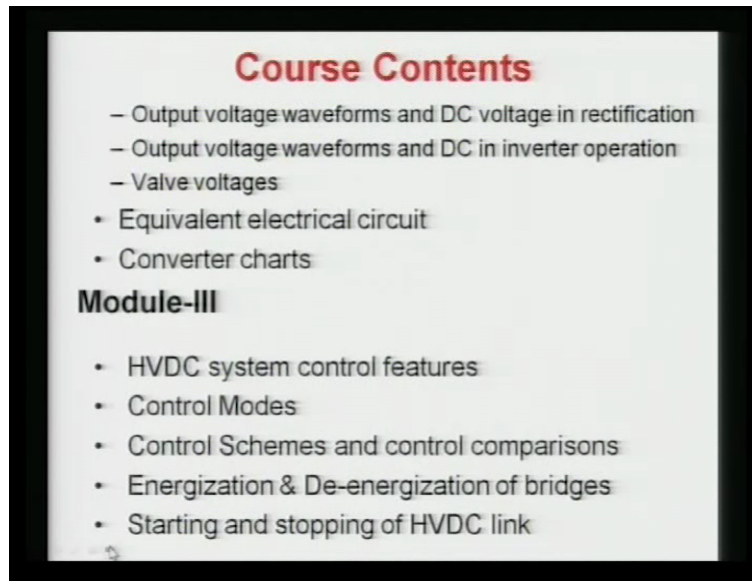 Course Contents
– Output voltage waveforms and DC voltage in rectification
– Output voltage waveforms and DC in inverter operation
– Valve voltages
• Equivalent electrical circuit
• Converter charts
Module-III
• HVDC system control features
• Control Modes
• Control Schemes and control comparisons
• Energization & De-energization of bridges
• Starting and stopping of HVDC link